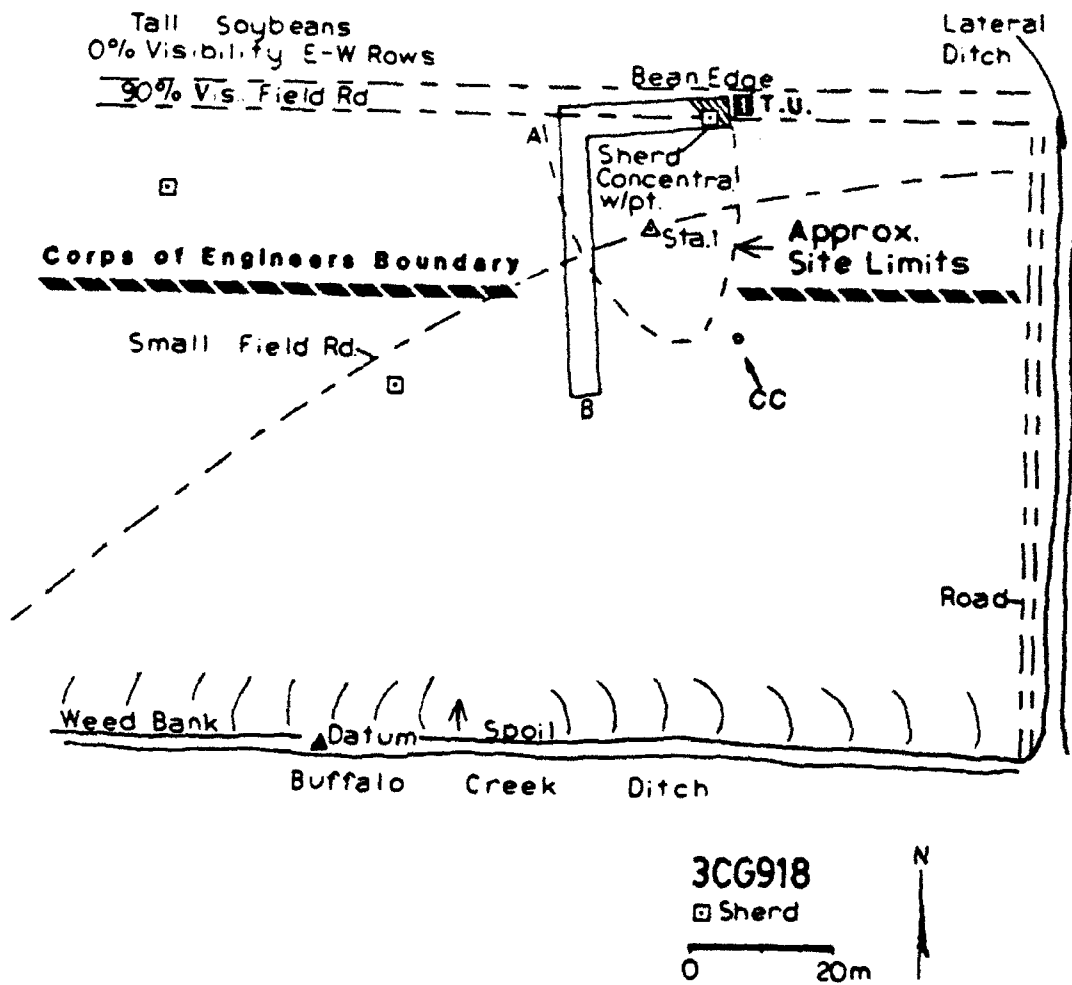 Tall Soybeans
0% Visibility E-W Rows
90% Vis. Field Rd
Lateral
Ditch
Bean Edge
1 T.U.
A
Sherd
Concentrat
w/pt.
Sta.1
Approx.
Site Limits
Corps of Engineers Boundary
Small Field Rd.
B
CC
Road
Weed Bank
Datum
Spoil
Buffalo Creek Ditch
3CG918
Sherd
0 20m
N